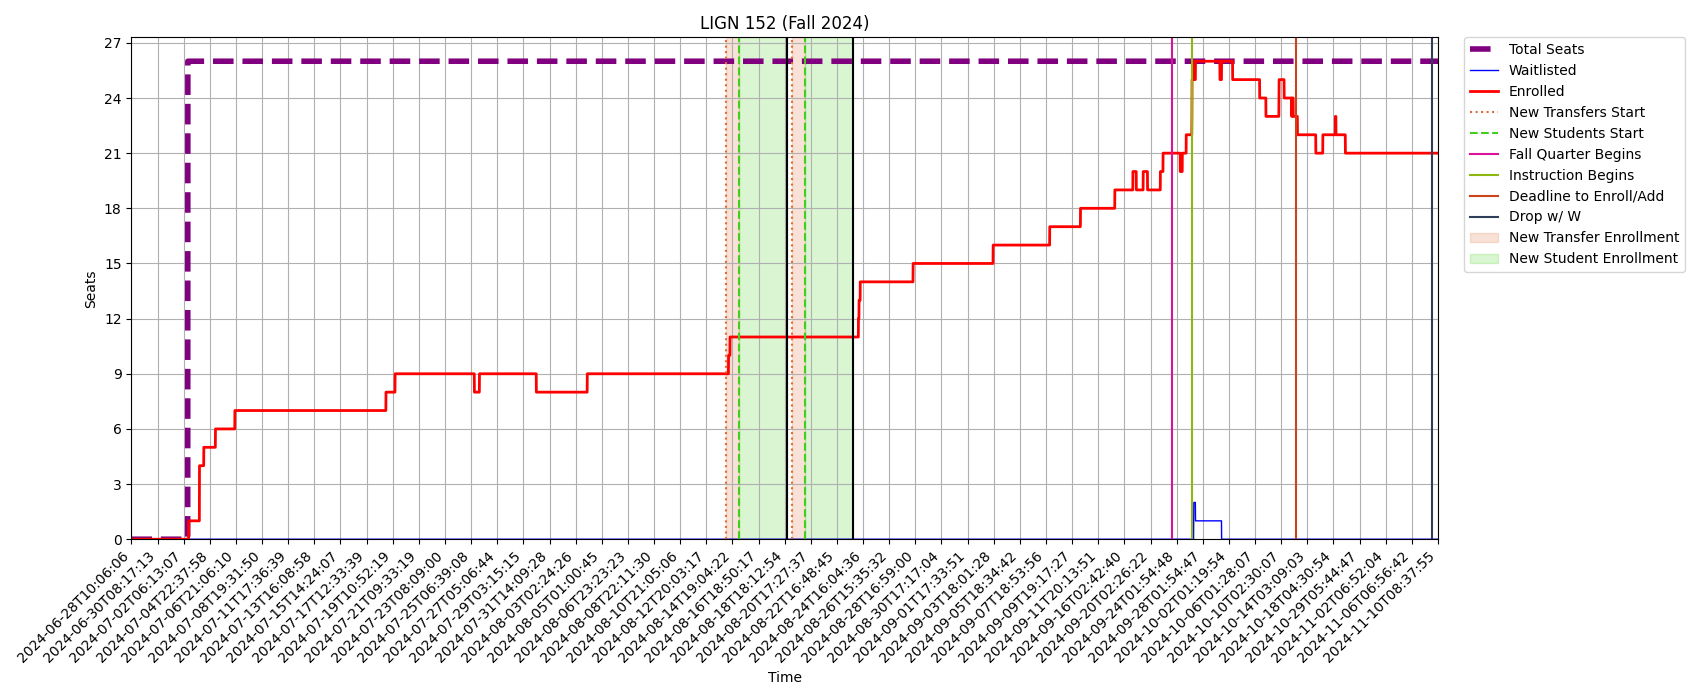 LIGN 152 (Fall 2024)
27
24
21
18
15
12
9
6
3
0
Seats
2024-06-28T10:06:06
2024-06-30T08:17:13
2024-07-02T06:13:07
2024-07-04T22:37:58
2024-07-06T21:06:10
2024-07-08T19:31:50
2024-07-11T17:36:39
2024-07-13T16:08:58
2024-07-15T14:24:07
2024-07-17T12:33:39
2024-07-19T10:52:19
2024-07-21T09:33:19
2024-07-23T08:09:00
2024-07-25T06:39:08
2024-07-27T05:06:44
2024-07-29T03:15:15
2024-07-31T14:09:28
2024-08-03T02:24:26
2024-08-05T01:00:45
2024-08-06T23:23:23
2024-08-08T22:11:30
2024-08-10T21:05:06
2024-08-12T20:03:17
2024-08-14T19:04:22
2024-08-16T18:50:17
2024-08-18T18:12:54
2024-08-20T17:27:37
2024-08-22T16:48:45
2024-08-24T16:04:36
2024-08-26T15:35:32
2024-08-28T16:59:00
2024-08-30T17:17:04
2024-09-01T17:33:51
2024-09-03T18:01:28
2024-09-05T18:34:42
2024-09-07T18:53:56
2024-09-09T19:17:27
2024-09-11T20:13:51
2024-09-16T02:42:40
2024-09-20T02:26:22
2024-09-24T01:54:48
2024-09-28T01:54:47
2024-10-02T01:19:54
2024-10-06T01:28:07
2024-10-10T02:30:07
2024-10-14T03:09:03
2024-10-18T04:30:54
2024-10-29T05:44:47
2024-11-02T06:52:04
2024-11-06T06:56:42
2024-11-10T08:37:55
Time
Total Seats
Waitlisted
Enrolled
New Transfers Start
New Students Start
Fall Quarter Begins
Instruction Begins
Deadline to Enroll/Add
Drop w/ W
New Transfer Enrollment
New Student Enrollment